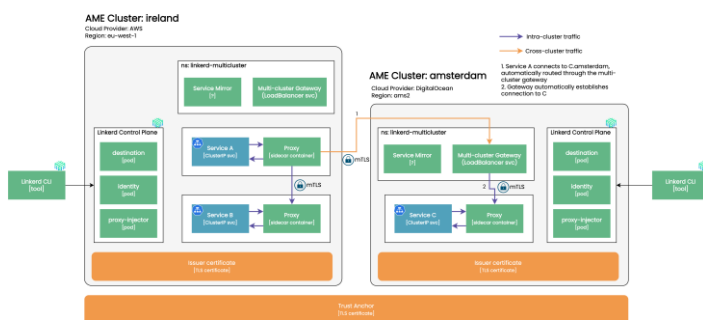 AME Cluster: ireland
Cloud Provider: AWS
Region: eu-west-1
Intra-cluster traffic
Cross-cluster traffic
1. Service A connects to C.amsterdam,
automatically routed through the multi-
cluster gateway
2. Gateway automatically establishes
connection to C
ns: linkerd-multicluster
Service Mirror
[?]
Multi-cluster Gateway
(LoadBalancer svc)
AME Cluster: amsterdam
Cloud Provider: DigitalOcean
Region: ams2
Linkerd Control Plane
destination
[pod]
identity
[pod]
proxy-injector
[pod]
Linkerd CLI
[tool]
Service A
[ClusterIP svc]
Proxy
[sidecar container]
mTLS
1
mTLS
Service B
[ClusterIP svc]
Proxy
[sidecar container]
Issuer certificate
[TLS certificate]
ns: linkerd-multicluster
Service Mirror
[?]
Multi-cluster Gateway
(LoadBalancer svc)
2
mTLS
Service C
[ClusterIP svc]
Proxy
[sidecar container]
Linkerd Control Plane
destination
[pod]
identity
[pod]
proxy-injector
[pod]
Linkerd CLI
[tool]
Issuer certificate
[TLS certificate]
Trust Anchor
[TLS certificate]